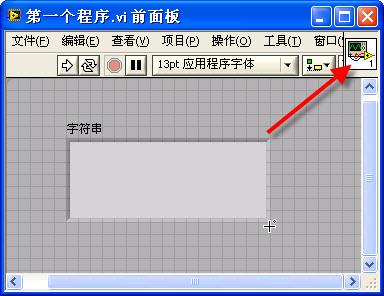 第一个程序.vi 前面板
文件(F) 编辑(E) 查看(V) 项目(P) 操作(O) 工具(T) 窗口
13pt 应用程序字体
1
字符串